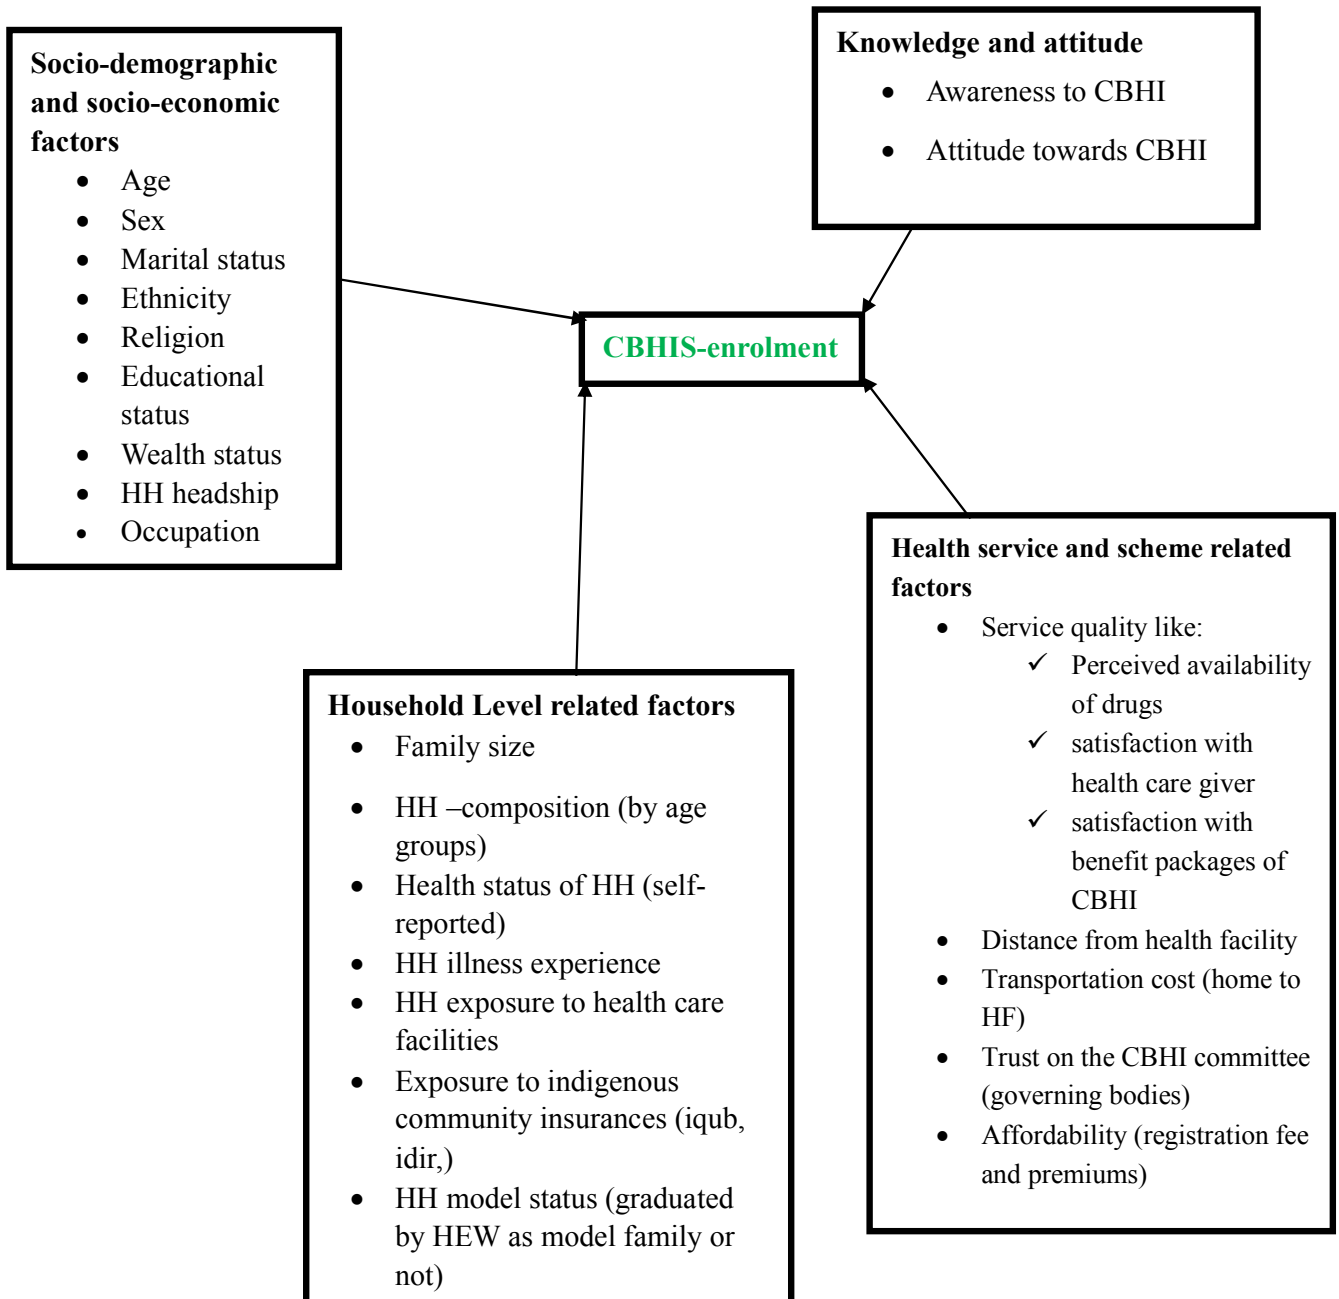 Socio-demographic
and socio-economic
factors
• Age
• Sex
• Marital status
• Ethnicity
• Religion
• Educational
status
• Wealth status
• HH headship
• Occupation
Knowledge and attitude
• Awareness to CBHI
• Attitude towards CBHI
CBHIS-enrolment
Household Level related factors
• Family size
• HH –composition (by age
groups)
• Health status of HH (self-
reported)
• HH illness experience
• HH exposure to health care
facilities
• Exposure to indigenous
community insurances (iqub,
idir,)
• HH model status (graduated
by HEW as model family or
not)
Health service and scheme related
factors
• Service quality like:
✓ Perceived availability
of drugs
✓ satisfaction with
health care giver
✓ satisfaction with
benefit packages of
CBHI
• Distance from health facility
• Transportation cost (home to
HF)
• Trust on the CBHI committee
(governing bodies)
• Affordability (registration fee
and premiums)